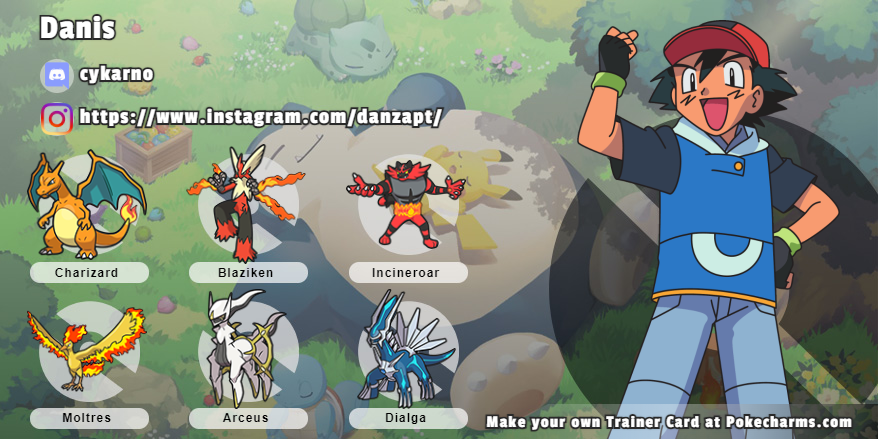 Danis
cykarno
https://www.instagram.com/danzapt/
Charizard
Blaziken
Incineroar
Moltres
Arceus
Dialga
Make your own Trainer Card at Pokecharms.com